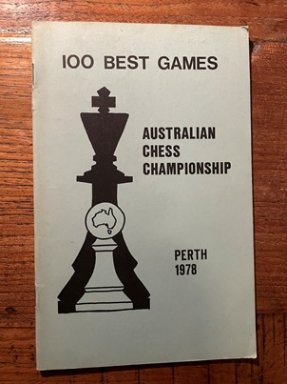 100 BEST GAMES
AUSTRALIAN
CHESS
CHAMPIONSHIP
PERTH
1978